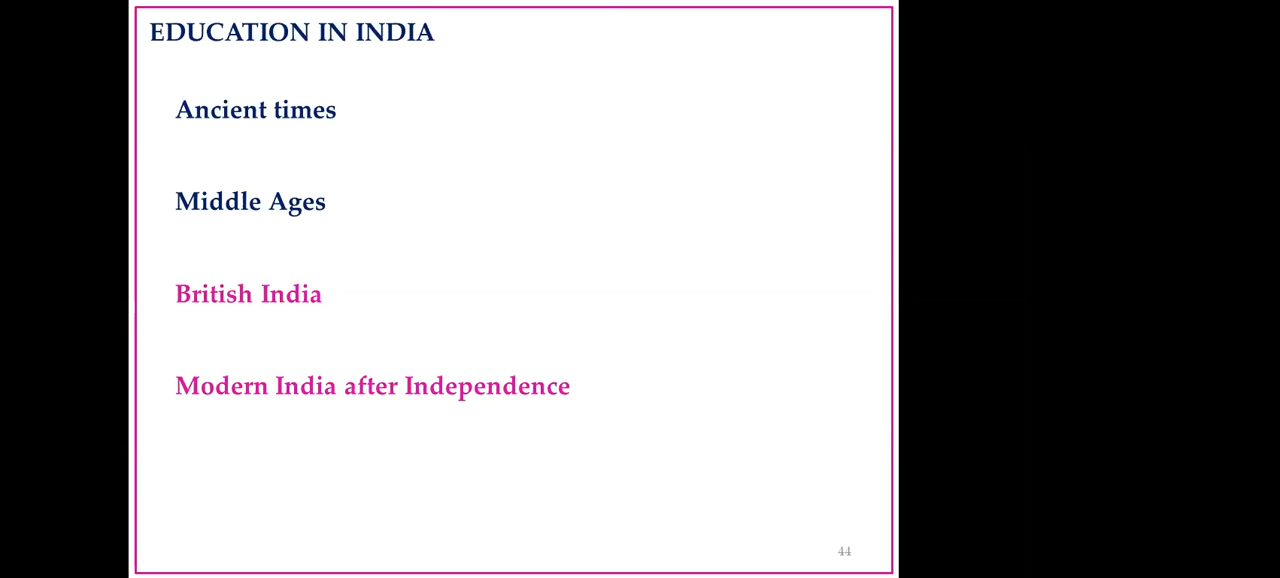 EDUCATION IN INDIA
Ancient times
Middle Ages
British India
Modern India after Independence
44